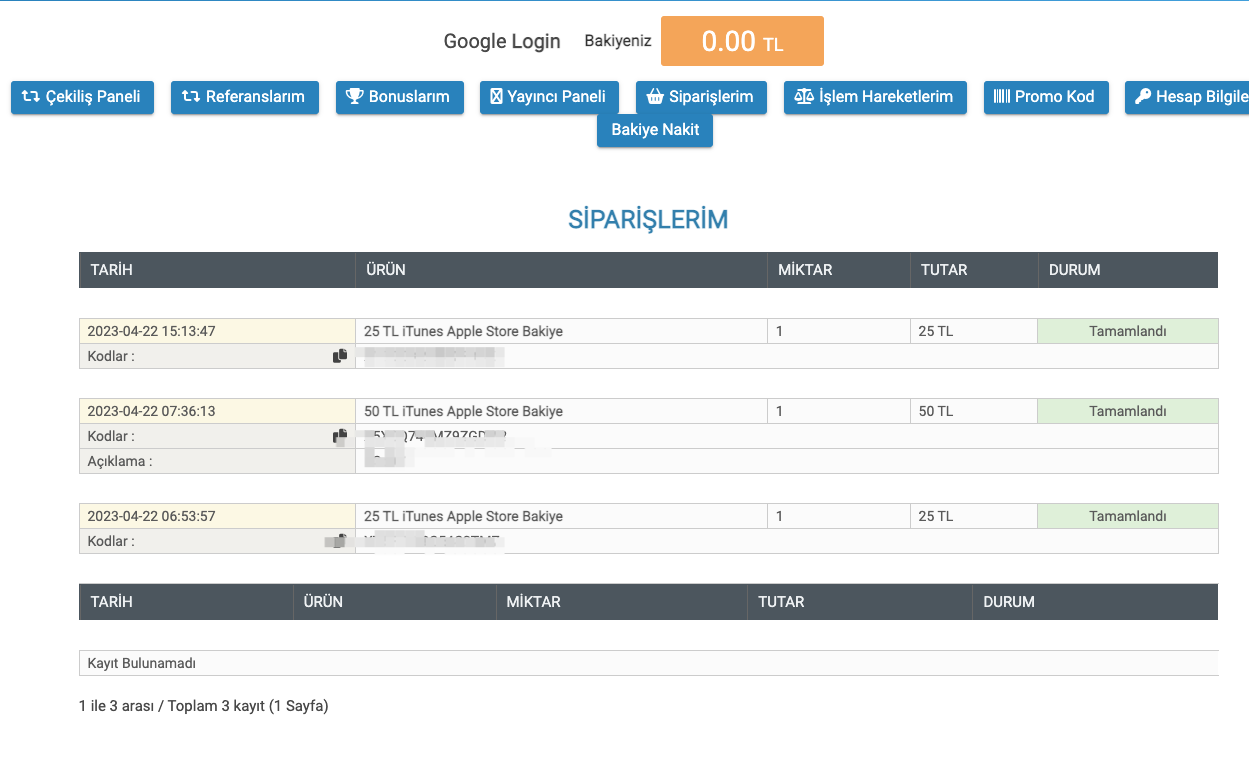 Google Login Bakiyeniz 0.00 TL
Çekiliş Paneli Referanslarım Bonuslarım Yayıncı Paneli Siparişlerim İşlem Hareketlerim Promo Kod Hesap Bilgile
Bakiye Nakit
SİPARİŞLERİM
TARİH ÜRÜN MİKTAR TUTAR DURUM
2023-04-22 15:13:47 25 TL iTunes Apple Store Bakiye 1 25 TL Tamamlandı
Kodlar :
2023-04-22 07:36:13 50 TL iTunes Apple Store Bakiye 1 50 TL Tamamlandı
Kodlar :
Açıklama :
2023-04-22 06:53:57 25 TL iTunes Apple Store Bakiye 1 25 TL Tamamlandı
Kodlar :
TARİH ÜRÜN MİKTAR TUTAR DURUM
Kayıt Bulunamadı
1 ile 3 arası / Toplam 3 kayıt (1 Sayfa)